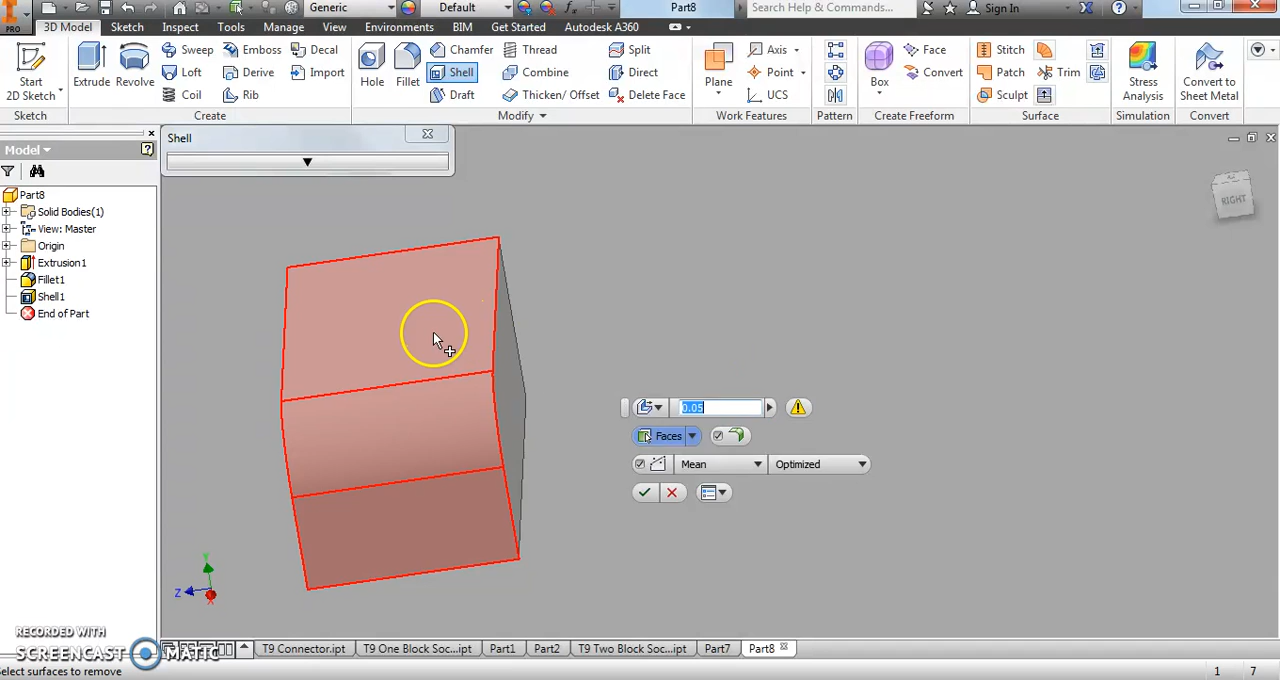 Generic
Default
Part8
Search Help & Commands...
Sign In
PRO
3D Model
Sketch
Inspect
Tools
Manage
View
Environments
BIM
Get Started
Autodesk A360
Start
2D Sketch
Extrude
Revolve
Sweep
Emboss
Decal
Loft
Derive
Import
Coil
Rib
Hole
Fillet
Chamfer
Thread
Split
Shell
Combine
Direct
Draft
Thicken/ Offset
Delete Face
Plane
Axis
Point
UCS
Box
Face
Convert
Stitch
Patch
Trim
Sculpt
Stress
Analysis
Convert to
Sheet Metal
Sketch
Create
Modify
Work Features
Pattern
Create Freeform
Surface
Simulation
Convert
Model
Shell
Part8
Solid Bodies(1)
View: Master
Origin
Extrusion1
Fillet1
Shell1
End of Part
RIGHT
0.05
Faces
Mean
Optimized
Y
Z
X
RECORDED WITH
SCREENCAST MATIC
T9 Connector.ipt
T9 One Block Soc...ipt
Part1
Part2
T9 Two Block Soc...ipt
Part7
Part8
Select surfaces to remove
1
7